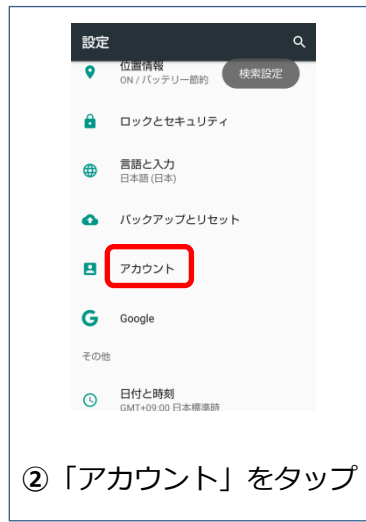 設定
位置情報
ON / バッテリー節約
検索設定
ロックとセキュリティ
言語と入力
日本語 (日本)
バックアップとリセット
アカウント
G Google
その他
日付と時刻
GMT+09:00 日本標準時
②「アカウント」をタップ